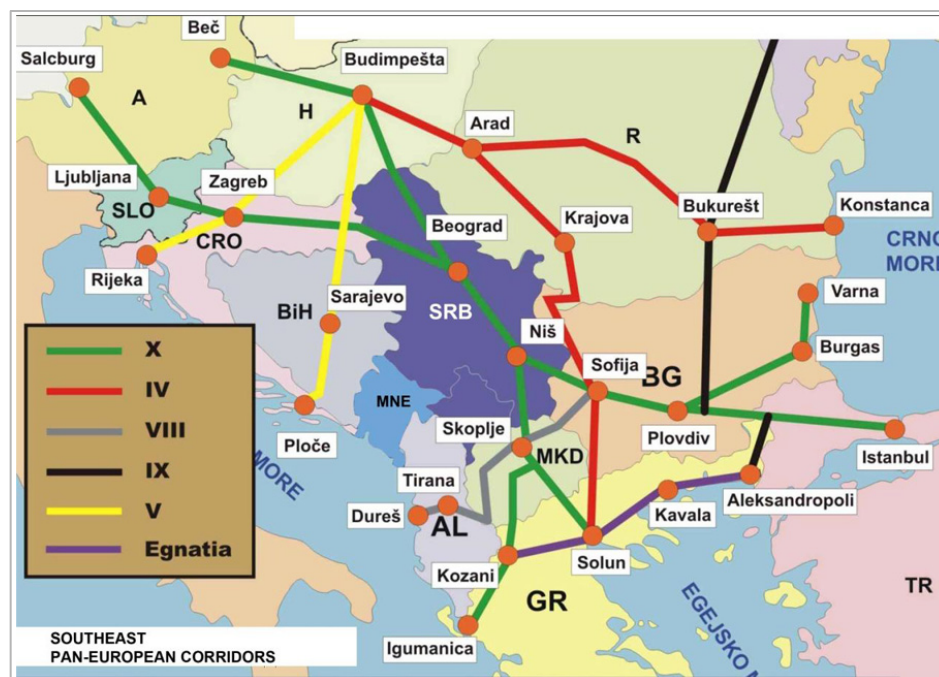 Beč
Salcburg
Budimpešta
A
H
Arad
R
Ljubljana
Zagreb
SLO
CRO
Beograd
Krajova
Bukurešt
Konstanca
CRNO
MORE
Rijeka
Sarajevo
BiH
SRB
Varna
Niš
Sofija
BG
Burgas
X
IV
VIII
IX
V
Egnatia
MNE
Ploče
MORE
Skoplje
MKD
Plovdiv
Istanbul
Tirana
Dureš
AL
Kavala
Aleksandropoli
Kozani
Solun
GR
TR
EGEJSKO
Igumanica
SOUTHEAST
PAN-EUROPEAN CORRIDORS